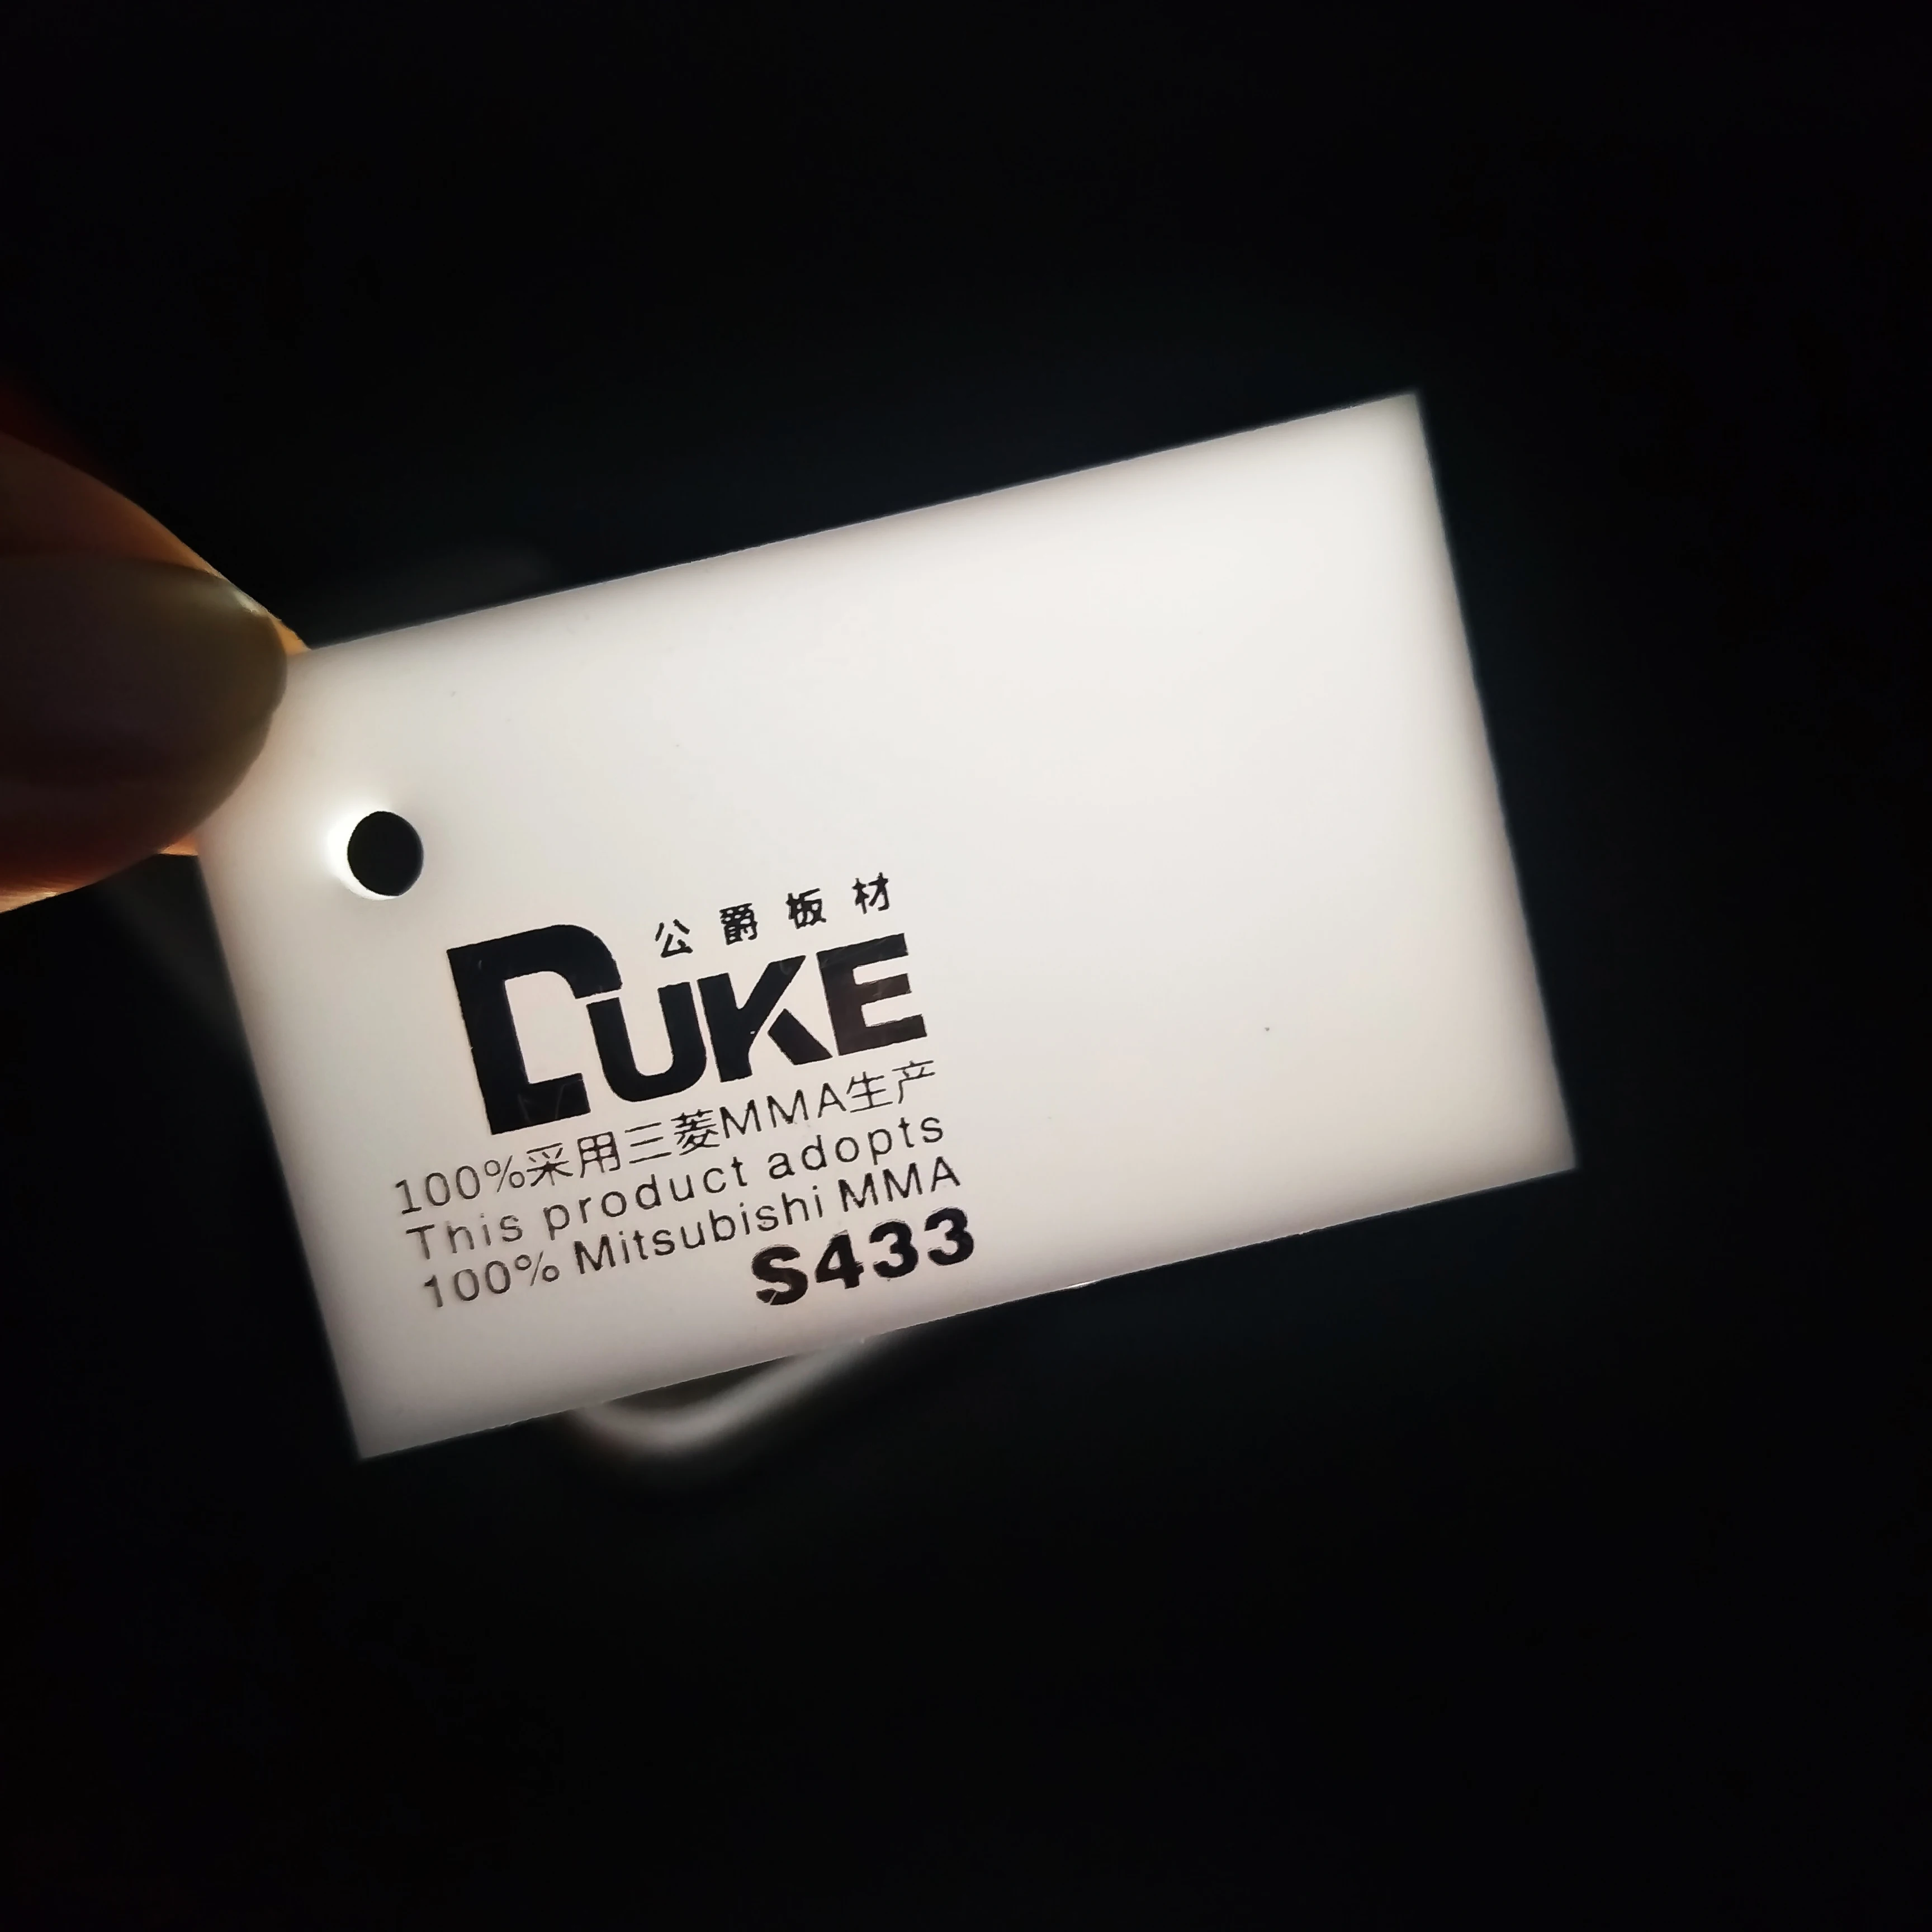 公爵板材
DUKE
100%采用三菱MMA生产
This product adopts
100% Mitsubishi MMA
S433